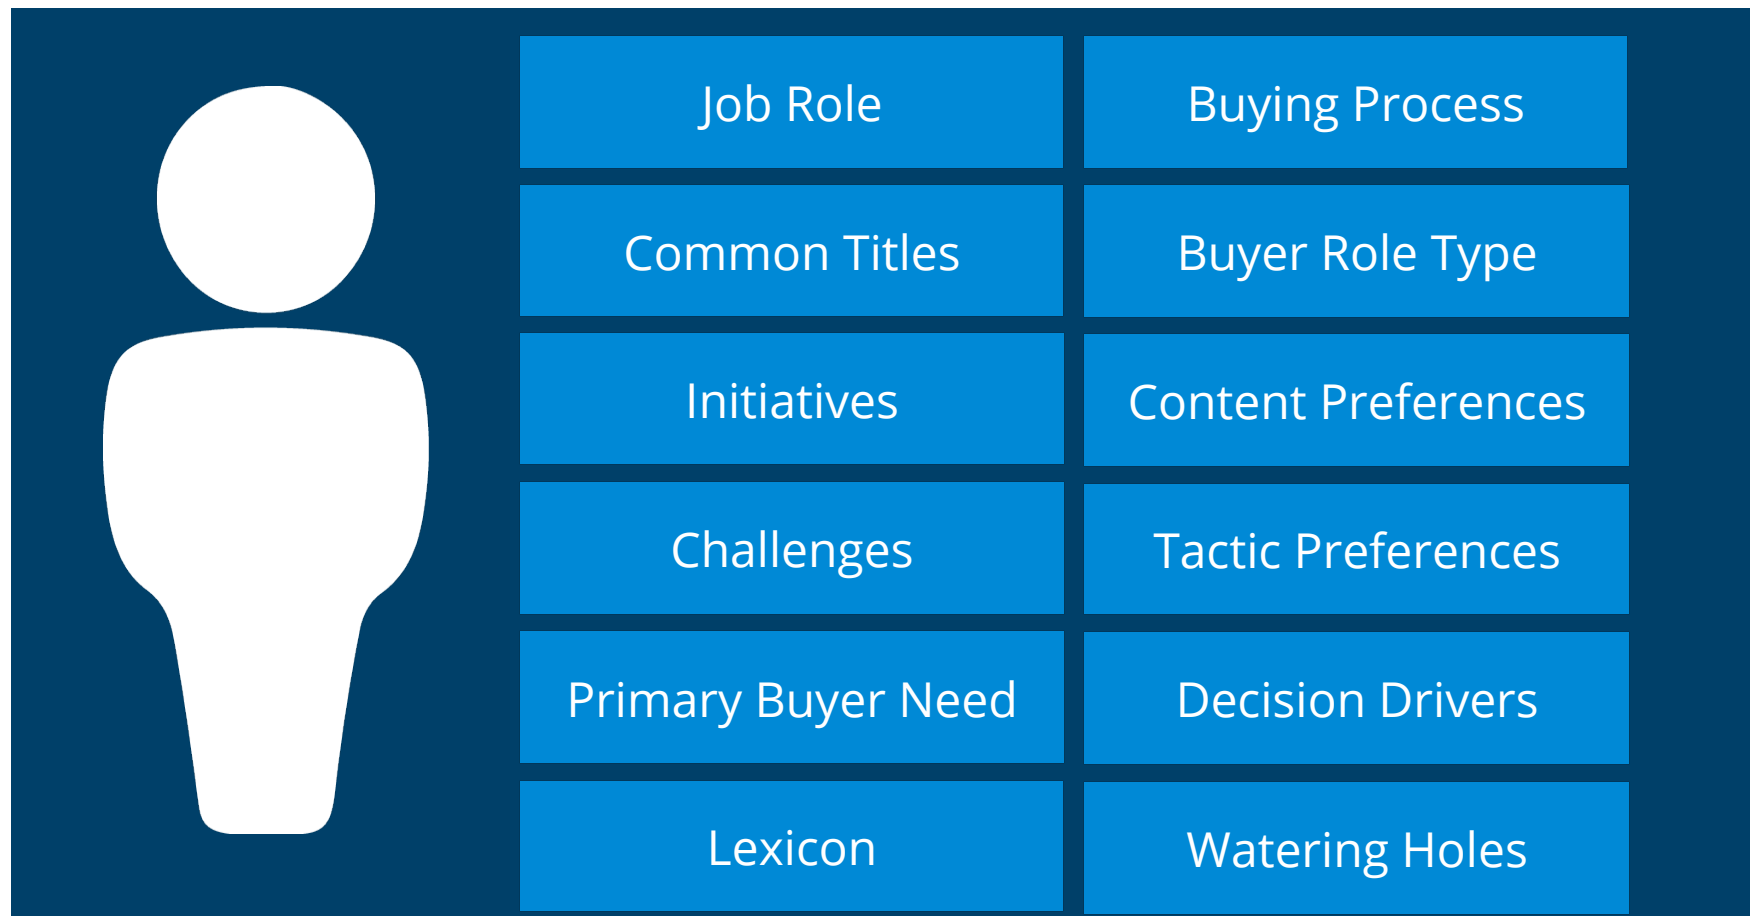 Job Role
Buying Process
Common Titles
Buyer Role Type
Initiatives
Content Preferences
Challenges
Tactic Preferences
Primary Buyer Need
Decision Drivers
Lexicon
Watering Holes